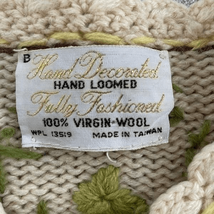 B
Hand Decorated
HAND LOOMED
Fully Fashioned
100% VIRGIN WOOL
WPL 13519 MADE IN TAIWAN